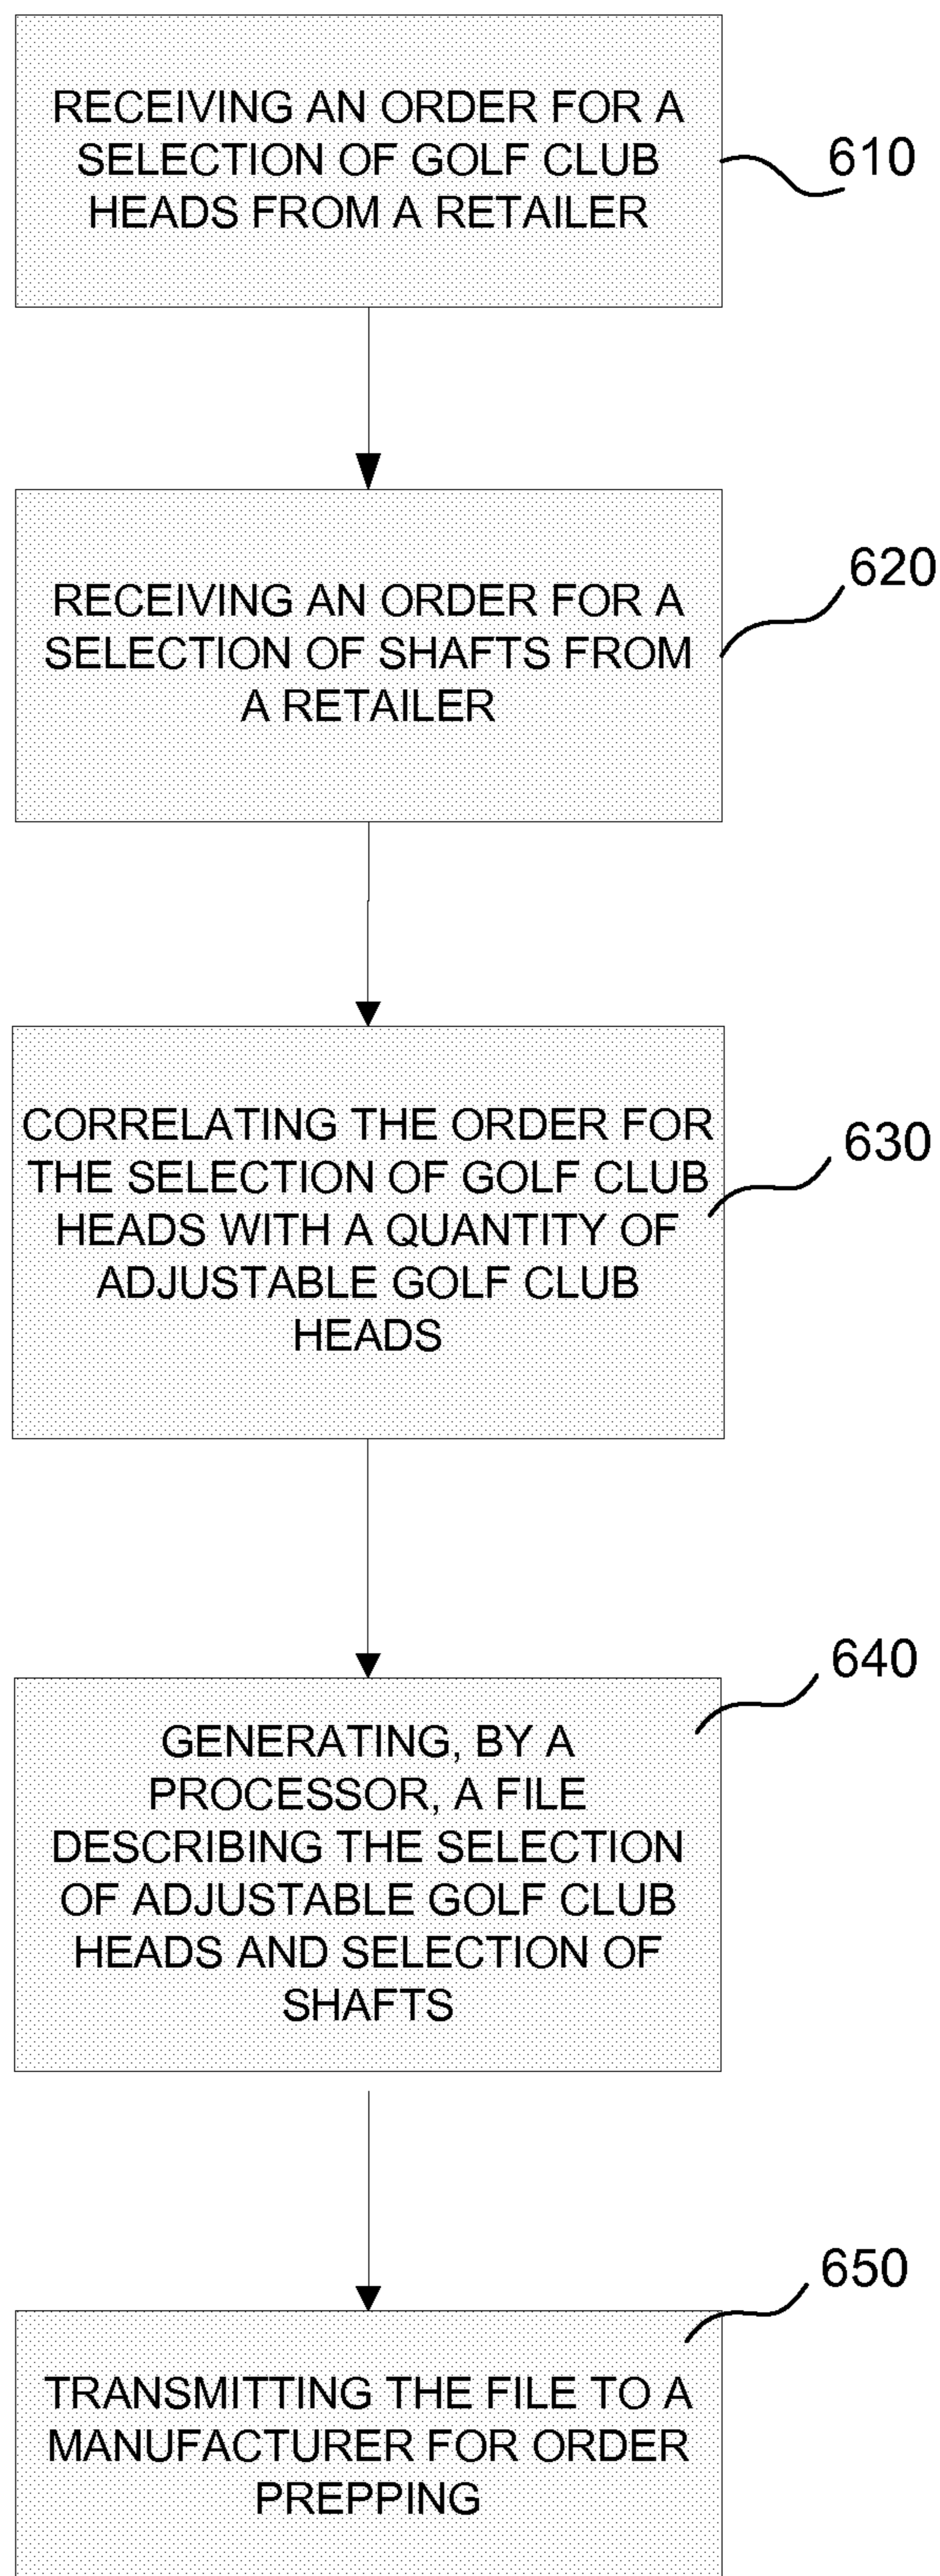 RECEIVING AN ORDER FOR A
SELECTION OF GOLF CLUB
HEADS FROM A RETAILER
610
RECEIVING AN ORDER FOR A
SELECTION OF SHAFTS FROM
A RETAILER
620
CORRELATING THE ORDER FOR
THE SELECTION OF GOLF CLUB
HEADS WITH A QUANTITY OF
ADJUSTABLE GOLF CLUB
HEADS
630
GENERATING, BY A
PROCESSOR, A FILE
DESCRIBING THE SELECTION
OF ADJUSTABLE GOLF CLUB
HEADS AND SELECTION OF
SHAFTS
640
TRANSMITTING THE FILE TO A
MANUFACTURER FOR ORDER
PREPPING
650